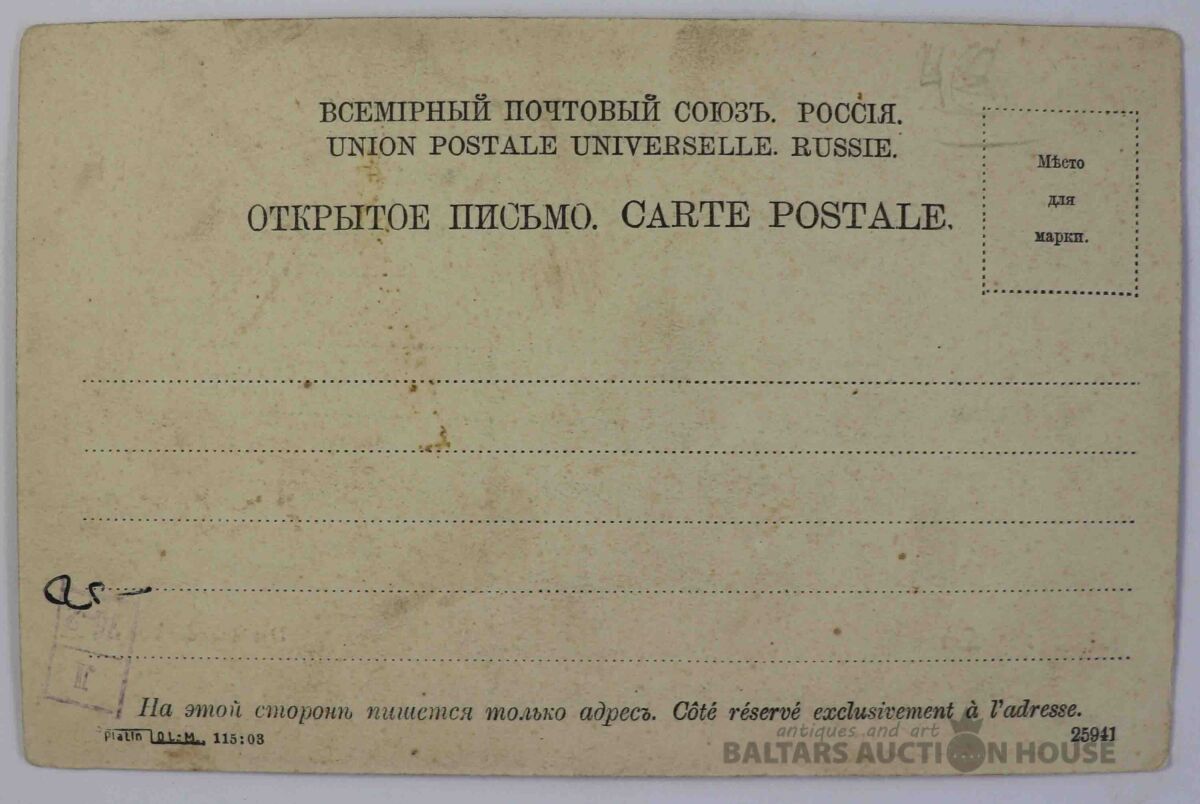 ВСЕМІРНЫЙ ПОЧТОВЫЙ СОЮЗЪ. РОССІЯ.
UNION POSTALE UNIVERSELLE. RUSSIE.
ОТКРЫТОЕ ПИСЬМО. CARTE POSTALE.
Мѣсто
для
марки.
II
На этой сторонѣ пишется только адресъ. Côté réservé exclusivement à l'adresse.
Platin 115:03
25941
antiques and art
BALTARS AUCTION HOUSE